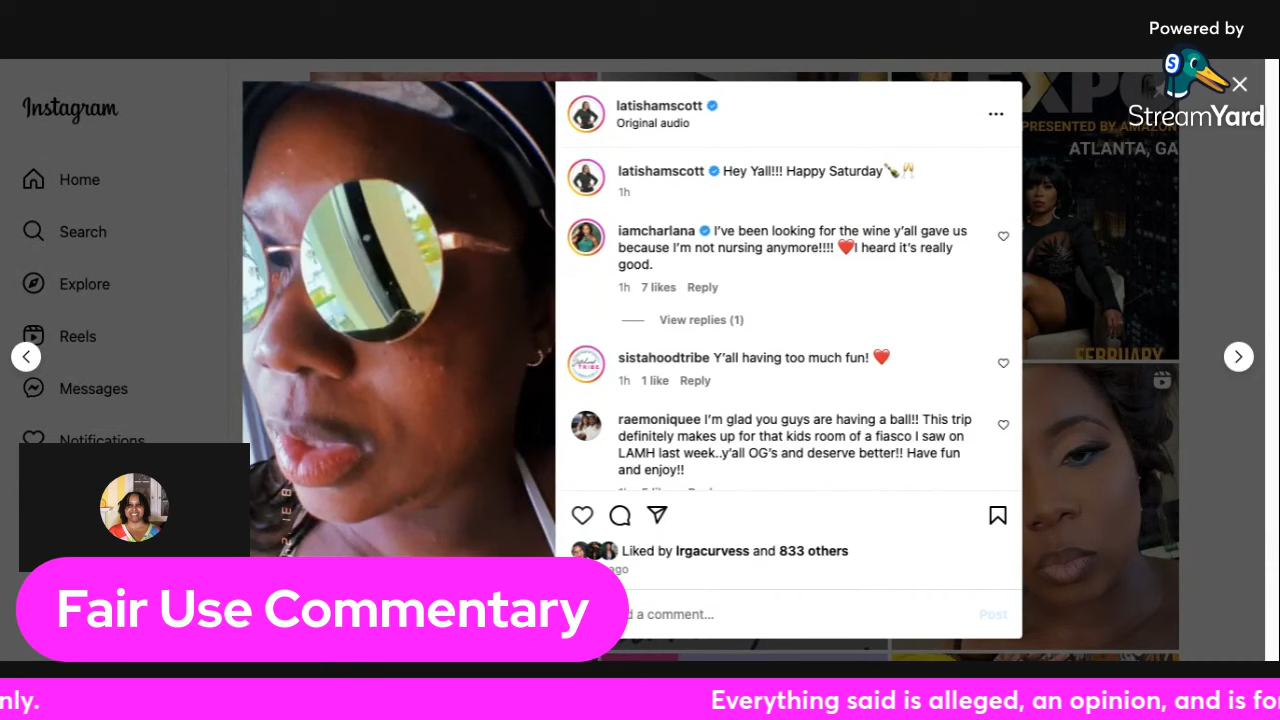 Powered by
StreamYard
Instagram
Home
Search
Explore
Reels
Messages
Notifications
EXPO
PRESENTED BY AMAZON
ATLANTA, GA
FEBRUARY
latishamscott
Original audio
latishamscott Hey Yall!!! Happy Saturday🍾🥂
1h
iamcharlana I've been looking for the wine y'all gave us
because I'm not nursing anymore!!!! ❤️I heard it's really
good.
1h 7 likes Reply
View replies (1)
sistahoodtribe Y'all having too much fun! ❤️
1h 1 like Reply
raemoniquee I'm glad you guys are having a ball!! This trip
definitely makes up for that kids room of a fiasco I saw on
LAMH last week..y'all OG's and deserve better!! Have fun
and enjoy!!
Liked by lrgacurvess and 833 others
ago
d a comment...
Post
Fair Use Commentary
nly.
Everything said is alleged, an opinion, and is for